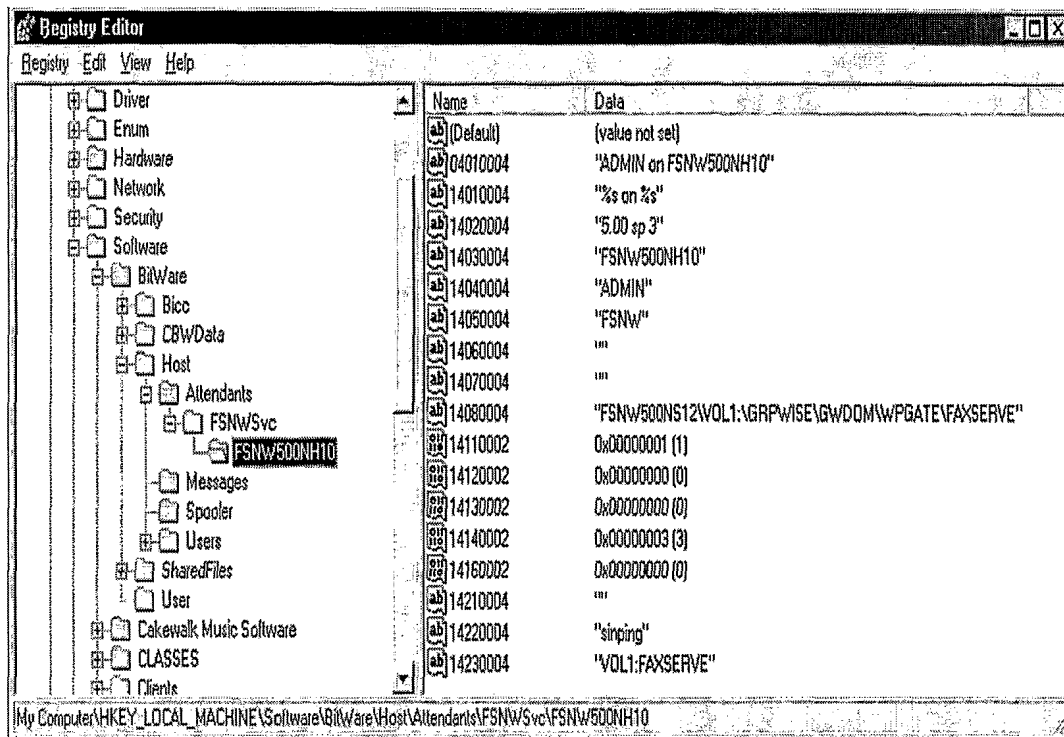 Registry Editor
Registry Edit View Help
Driver
Enum
Hardware
Network
Security
Software
BitWare
Bicc
CBWData
Host
Attendants
FSNWSvc
FSNW500NH10
Messages
Spooler
Users
SharedFiles
User
Cakewalk Music Software
CLASSES
Clients
Name Data
(Default) (value not set)
04010004 "ADMIN on FSNW500NH10"
14010004 "%s on %s"
14020004 "5.00 sp 3"
14030004 "FSNW500NH10"
14040004 "ADMIN"
14050004 "FSNW"
14060004 ""
14070004 ""
14080004 "FSNW500NS12\VOL1:\GRPWISE\GWDOM\WPGATE\FAXSERVE"
14110002 0x00000001 (1)
14120002 0x00000000 (0)
14130002 0x00000000 (0)
14140002 0x00000003 (3)
14160002 0x00000000 (0)
14210004 ""
14220004 "sinping"
14230004 "VOL1:FAXSERVE"
My Computer\HKEY_LOCAL_MACHINE\Software\BitWare\Host\Attendants\FSNWSvc\FSNW500NH10